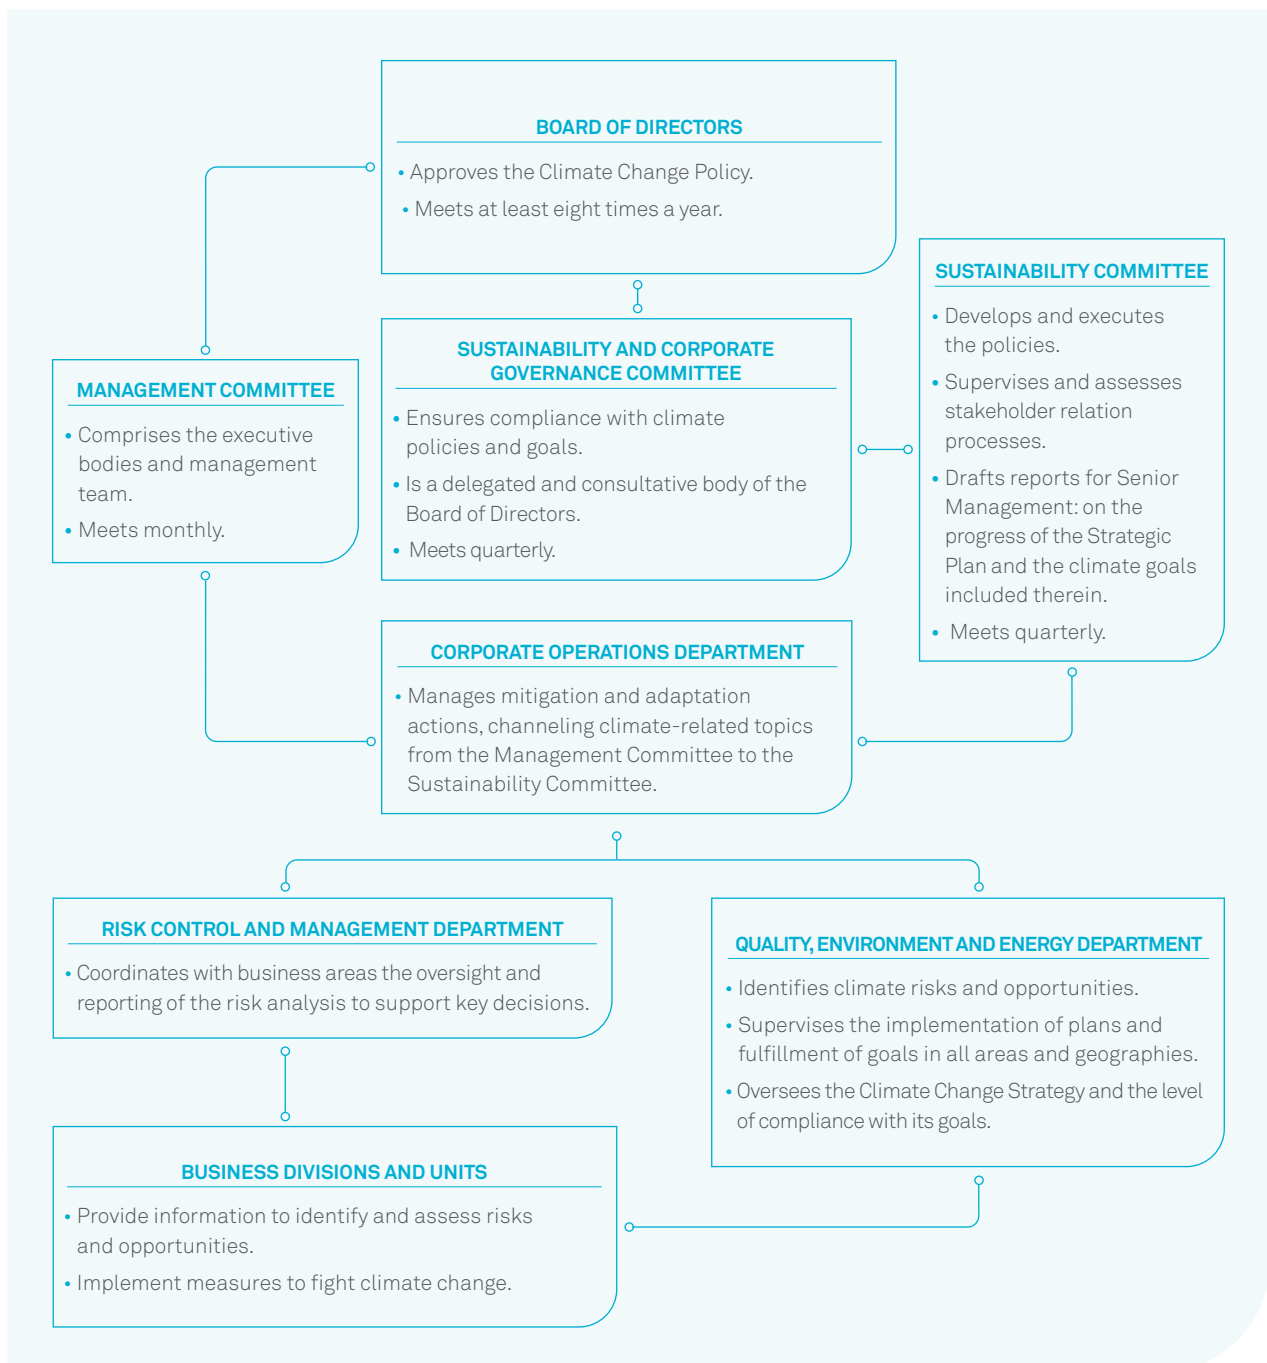 BOARD OF DIRECTORS
• Approves the Climate Change Policy.
• Meets at least eight times a year.
SUSTAINABILITY COMMITTEE
• Develops and executes
the policies.
• Supervises and assesses
stakeholder relation
processes.
• Drafts reports for Senior
Management: on the
progress of the Strategic
Plan and the climate goals
included therein.
• Meets quarterly.
SUSTAINABILITY AND CORPORATE
GOVERNANCE COMMITTEE
• Ensures compliance with climate
policies and goals.
• Is a delegated and consultative body of the
Board of Directors.
• Meets quarterly.
MANAGEMENT COMMITTEE
• Comprises the executive
bodies and management
team.
• Meets monthly.
CORPORATE OPERATIONS DEPARTMENT
• Manages mitigation and adaptation
actions, channeling climate-related topics
from the Management Committee to the
Sustainability Committee.
RISK CONTROL AND MANAGEMENT DEPARTMENT
• Coordinates with business areas the oversight and
reporting of the risk analysis to support key decisions.
QUALITY, ENVIRONMENT AND ENERGY DEPARTMENT
• Identifies climate risks and opportunities.
• Supervises the implementation of plans and
fulfillment of goals in all areas and geographies.
• Oversees the Climate Change Strategy and the level
of compliance with its goals.
BUSINESS DIVISIONS AND UNITS
• Provide information to identify and assess risks
and opportunities.
• Implement measures to fight climate change.